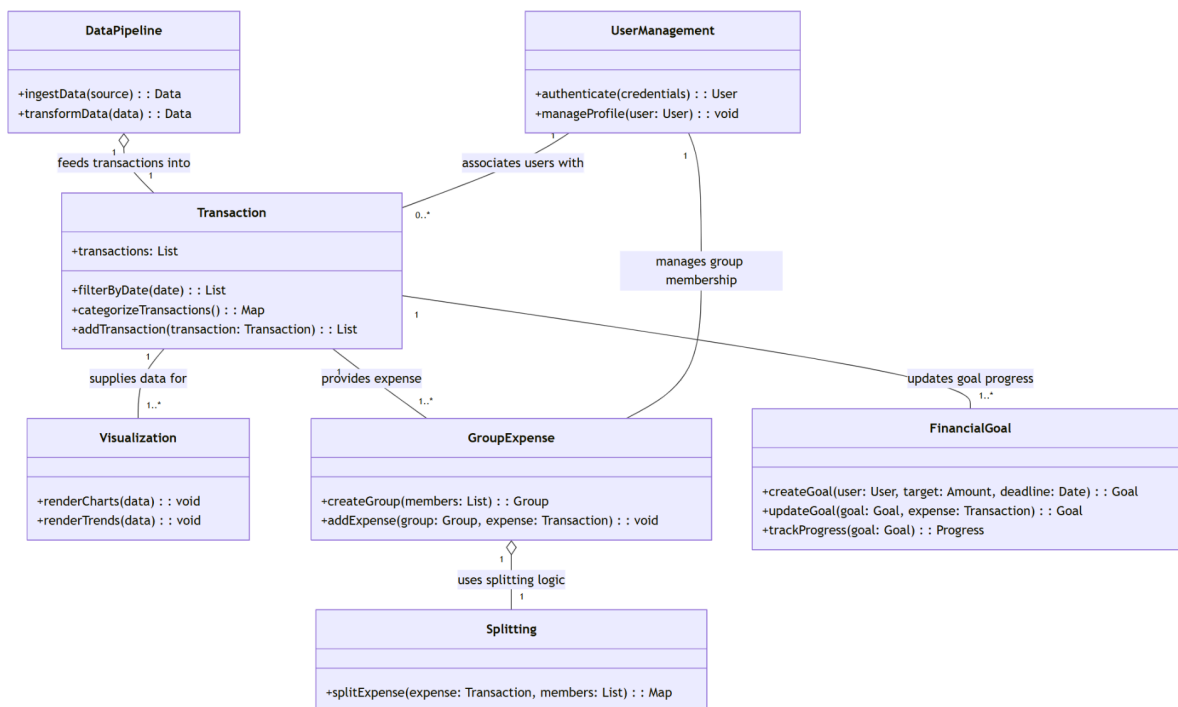 DataPipeline
+ingestData(source) : : Data
+transformData(data) : : Data
UserManagement
+authenticate(credentials) : : User
+manageProfile(user: User) : : void
1
feeds transactions into
1
1
associates users with
0..*
1
manages group
membership
Transaction
+transactions: List
+filterByDate(date) : : List
+categorizeTransactions() : : Map
+addTransaction(transaction: Transaction) : : List
1
supplies data for
1..*
1
provides expense
1..*
1
updates goal progress
1..*
Visualization
+renderCharts(data) : : void
+renderTrends(data) : : void
GroupExpense
+createGroup(members: List) : : Group
+addExpense(group: Group, expense: Transaction) : : void
FinancialGoal
+createGoal(user: User, target: Amount, deadline: Date) : : Goal
+updateGoal(goal: Goal, expense: Transaction) : : Goal
+trackProgress(goal: Goal) : : Progress
1
uses splitting logic
1
Splitting
+splitExpense(expense: Transaction, members: List) : : Map